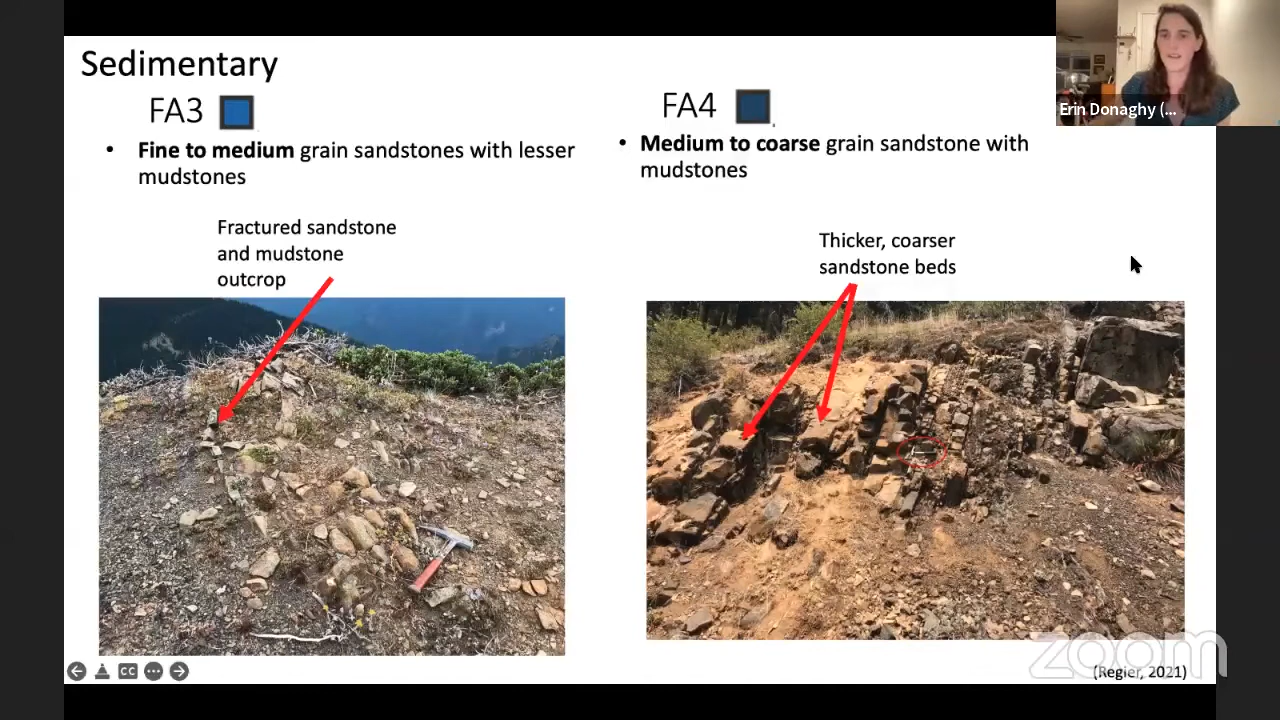 Sedimentary
FA3
• Fine to medium grain sandstones with lesser
mudstones
Fractured sandstone
and mudstone
outcrop
FA4
• Medium to coarse grain sandstone with
mudstones
Thicker, coarser
sandstone beds
(Regier, 2021)
Erin Donaghy (...
CC
zoom